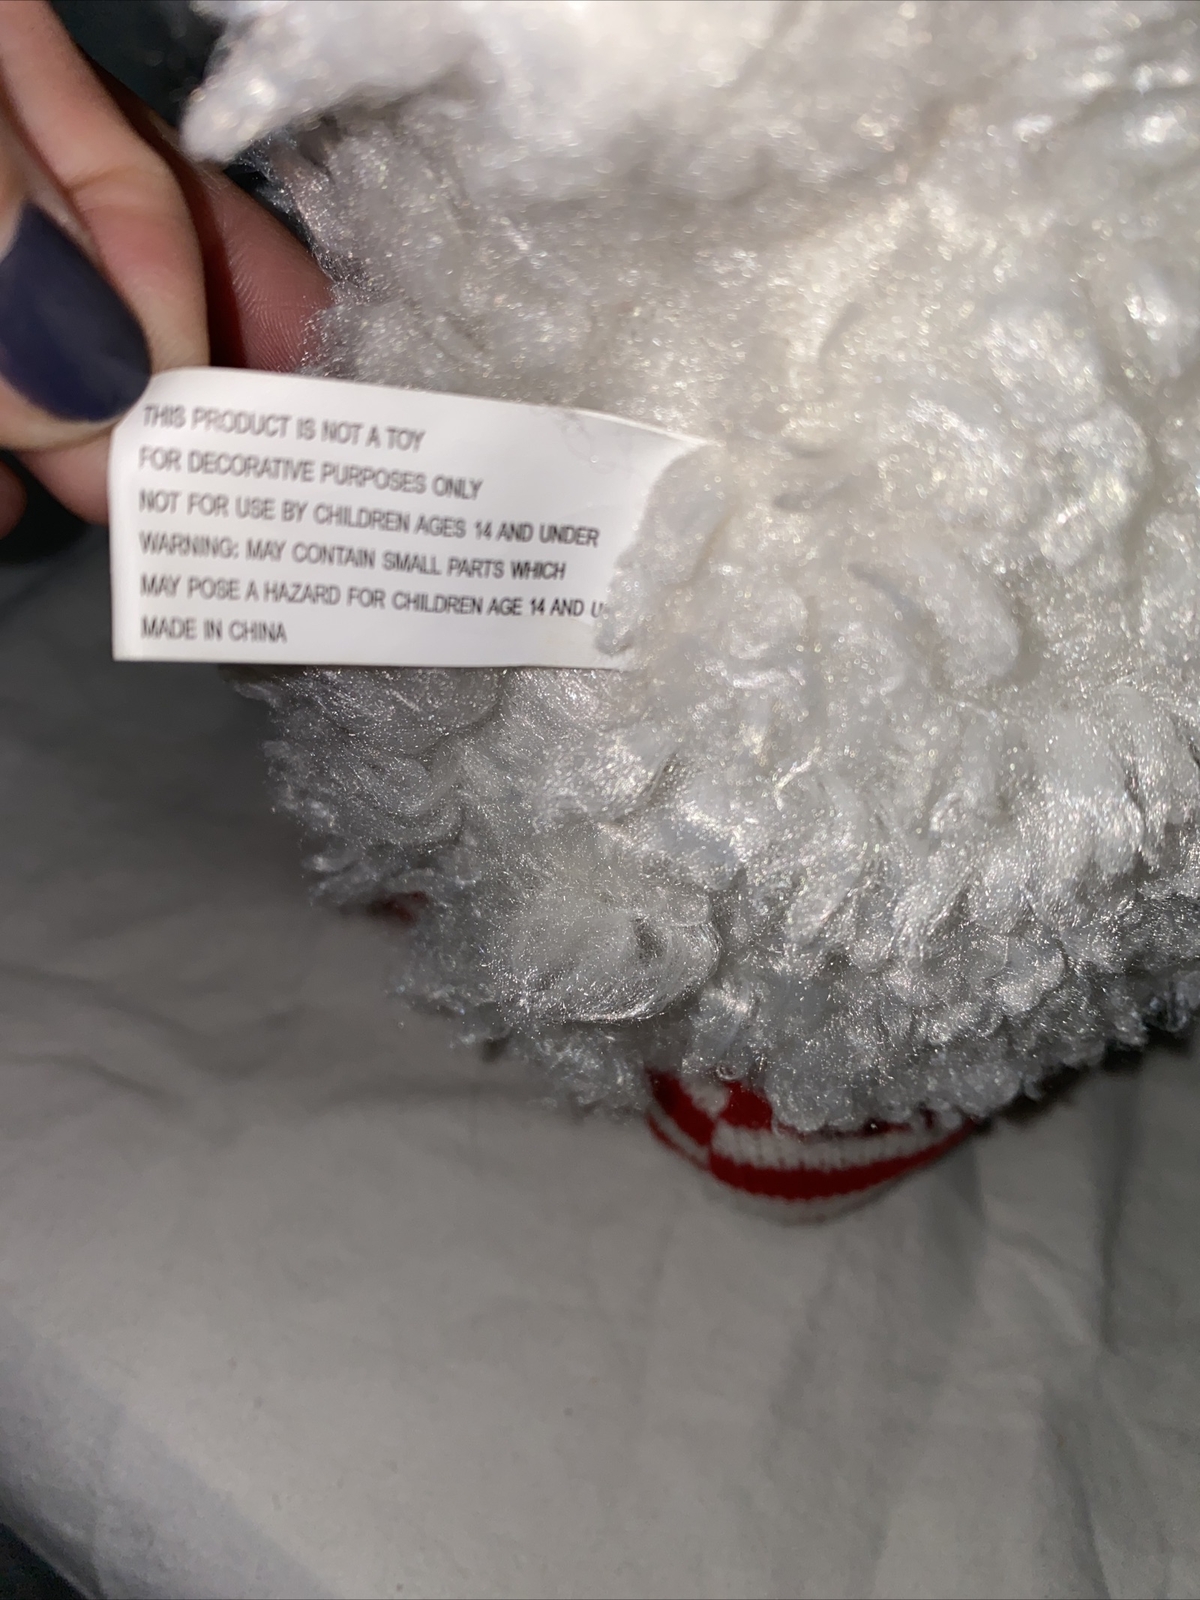 THIS PRODUCT IS NOT A TOY
FOR DECORATIVE PURPOSES ONLY
NOT FOR USE BY CHILDREN AGES 14 AND UNDER
WARNING: MAY CONTAIN SMALL PARTS WHICH
MAY POSE A HAZARD FOR CHILDREN AGE 14 AND
MADE IN CHINA